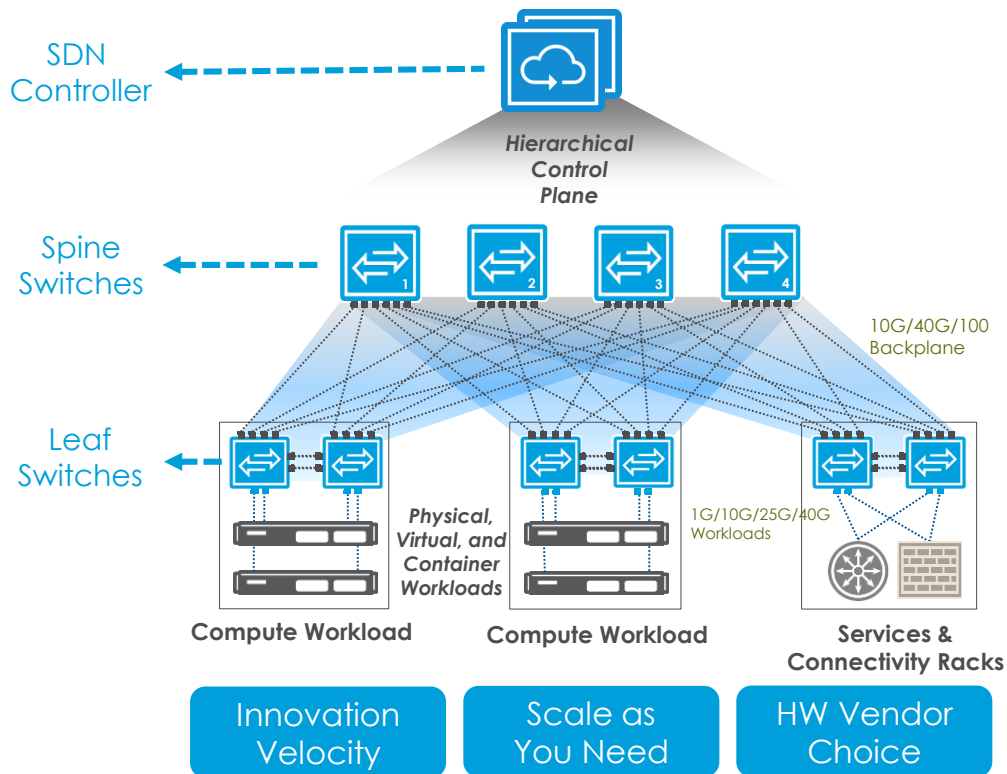 SDN
Controller
Hierarchical
Control
Plane
Spine
Switches
1
2
3
4
10G/40G/100
Backplane
Leaf
Switches
Physical,
Virtual, and
Container
Workloads
1G/10G/25G/40G
Workloads
Compute Workload
Compute Workload
Services &
Connectivity Racks
Innovation
Velocity
Scale as
You Need
HW Vendor
Choice